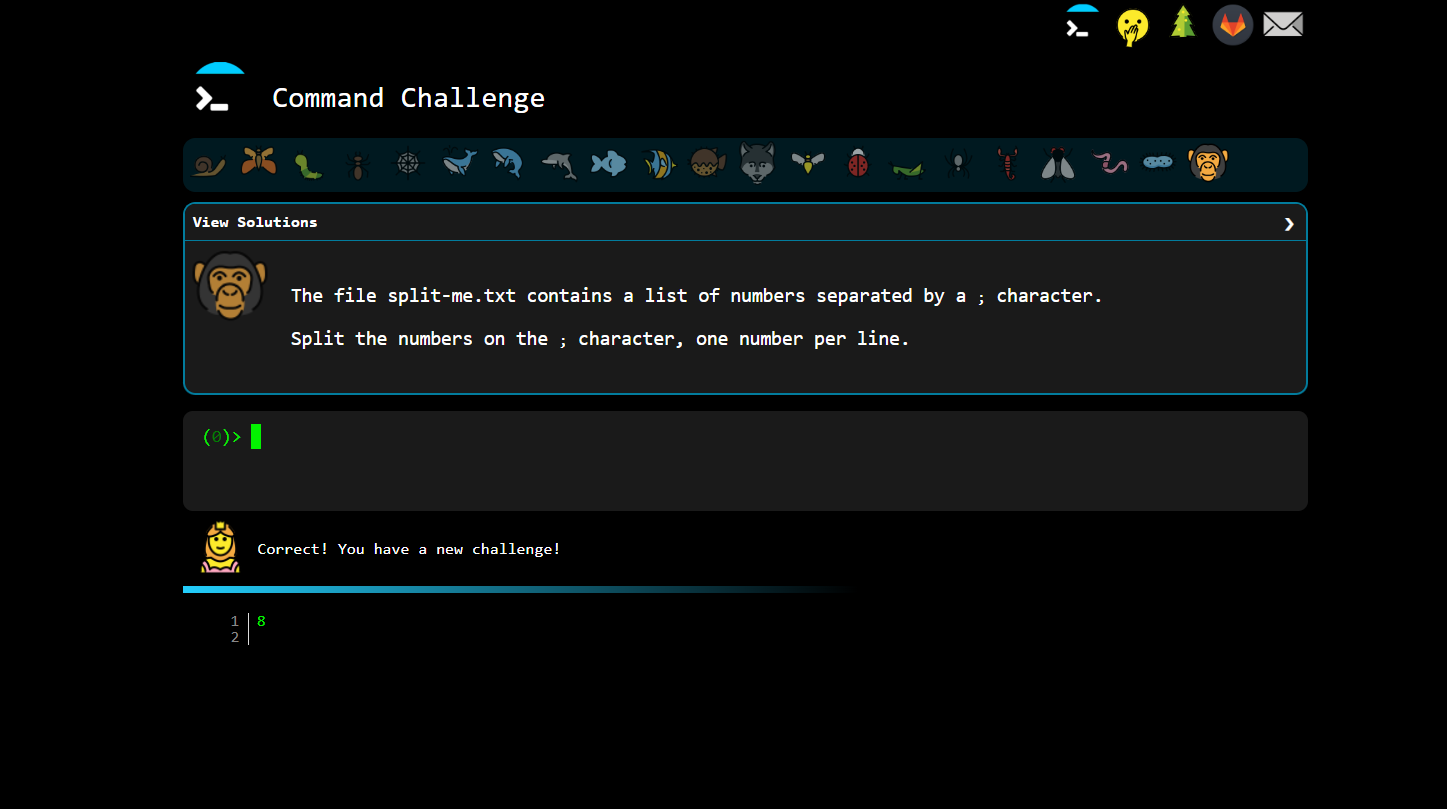 Command Challenge
View Solutions
The file split-me.txt contains a list of numbers separated by a ; character.
Split the numbers on the ; character, one number per line.
(0)>
Correct! You have a new challenge!
1 8
2